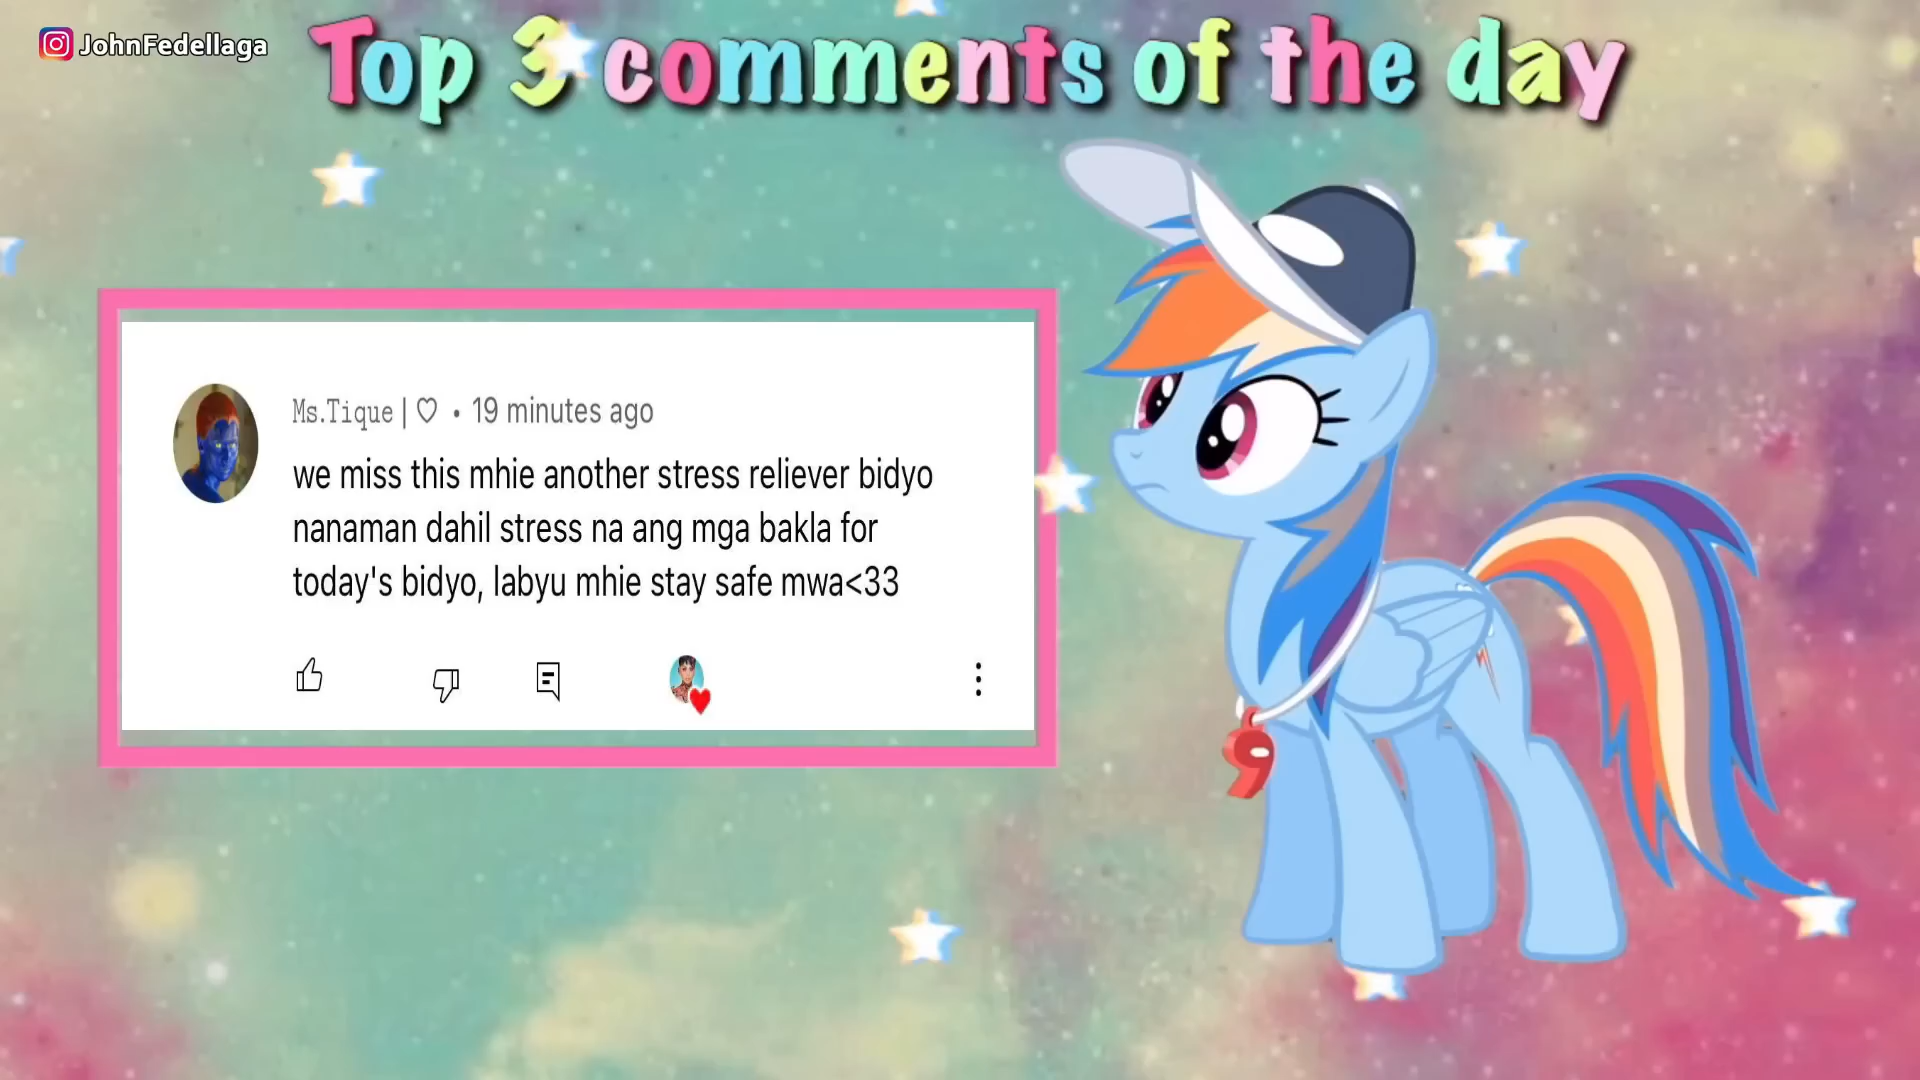 JohnFedellaga
Top 3 comments of the day
Ms.Tique | ♡ • 19 minutes ago
we miss this mhie another stress reliever bidyo
nanaman dahil stress na ang mga bakla for
today's bidyo, labyu mhie stay safe mwa<33